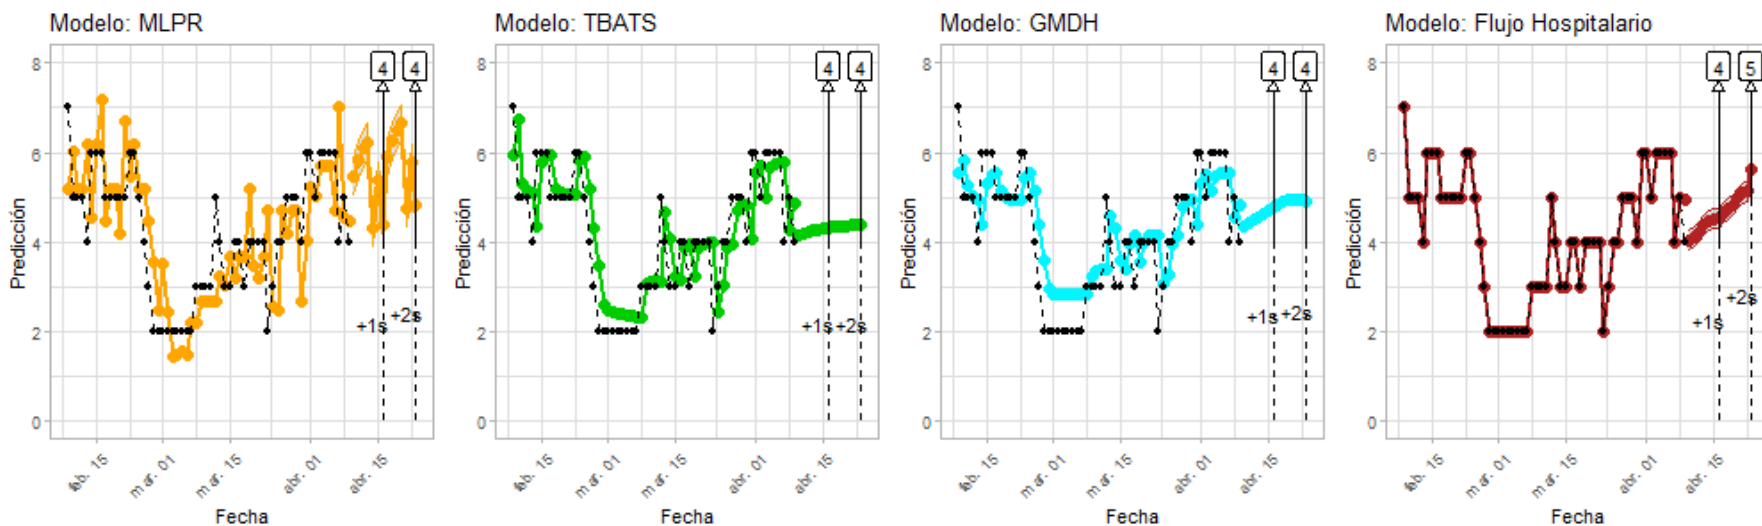 Modelo: MLPR
4 4
8
6
4
2
0
Predicción
+1s +2s
feb. 15
mar. 01
mar. 15
abr. 01
abr. 15
Fecha
Modelo: TBATS
4 4
8
6
4
2
0
Predicción
+1s +2s
feb. 15
mar. 01
mar. 15
abr. 01
abr. 15
Fecha
Modelo: GMDH
4 4
8
6
4
2
0
Predicción
+1s +2s
feb. 15
mar. 01
mar. 15
abr. 01
abr. 15
Fecha
Modelo: Flujo Hospitalario
4 5
8
6
4
2
0
Predicción
+1s +2s
feb. 15
mar. 01
mar. 15
abr. 01
abr. 15
Fecha